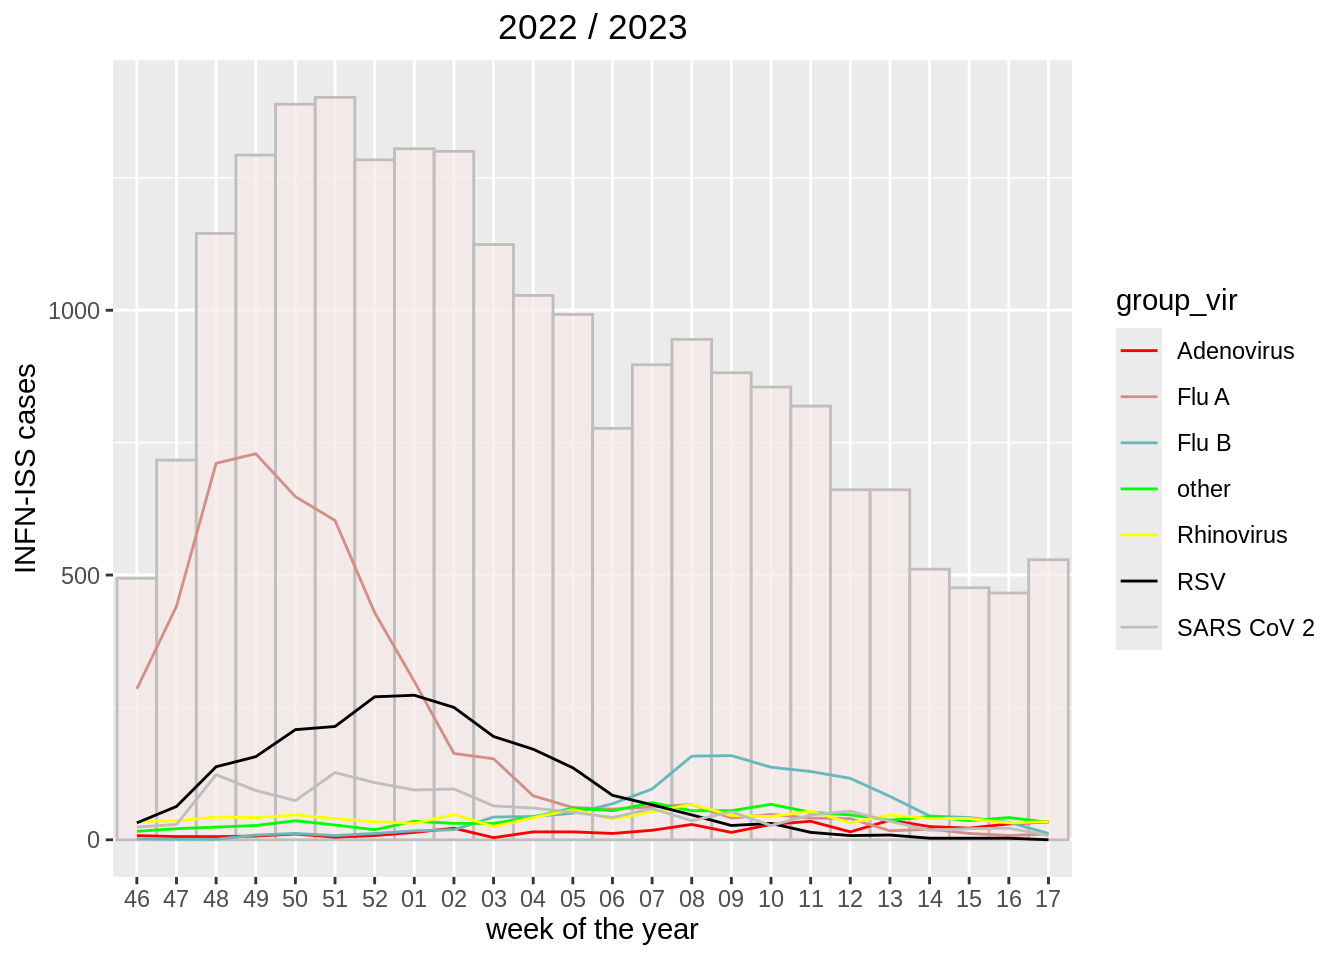 2022 / 2023
INFN-ISS cases
1000
500
0
46 47 48 49 50 51 52 01 02 03 04 05 06 07 08 09 10 11 12 13 14 15 16 17
week of the year
group_vir
Adenovirus
Flu A
Flu B
other
Rhinovirus
RSV
SARS CoV 2